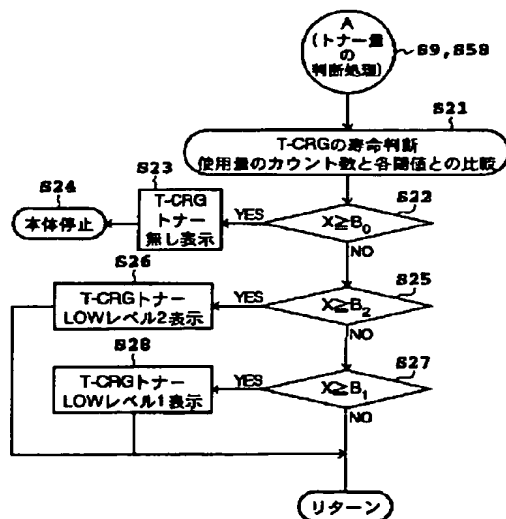 A
(トナー量
の
判断処理)
S9,S58
S21
T-CRGの寿命判断
使用量のカウント数と各閾値との比較
S22
X≧B0
YES
NO
S23
T-CRG
トナー
無し表示
S24
本体停止
S25
X≧B2
YES
NO
S26
T-CRGトナー
LOWレベル2表示
S27
X≧B1
YES
NO
S28
T-CRGトナー
LOWレベル1表示
リターン